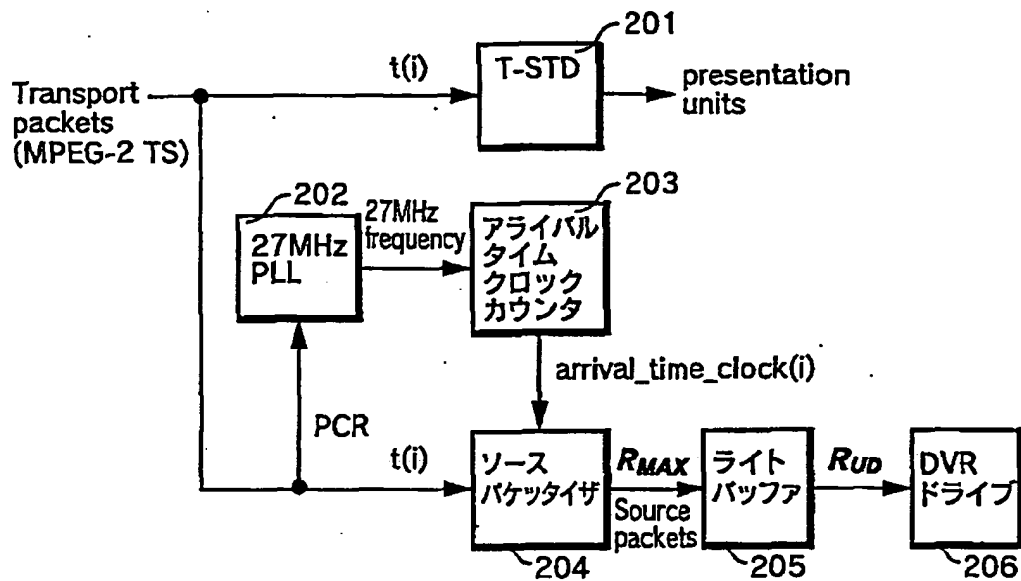 201
t(i)
T-STD
presentation
units
Transport
packets
(MPEG-2 TS)
202
27MHz
frequency
203
27MHz
PLL
アライバル
タイム
クロック
カウンタ
arrival_time_clock(i)
PCR
t(i)
ソース
パケッタイザ
RMAX
Source
packets
ライト
バッファ
RUD
DVR
ドライブ
204
205
206